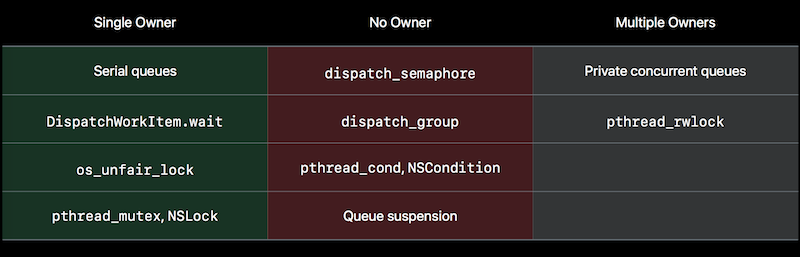 Single Owner No Owner Multiple Owners
Serial queues dispatch_semaphore Private concurrent queues
DispatchWorkItem.wait dispatch_group pthread_rwlock
os_unfair_lock pthread_cond, NSCondition
pthread_mutex, NSLock Queue suspension